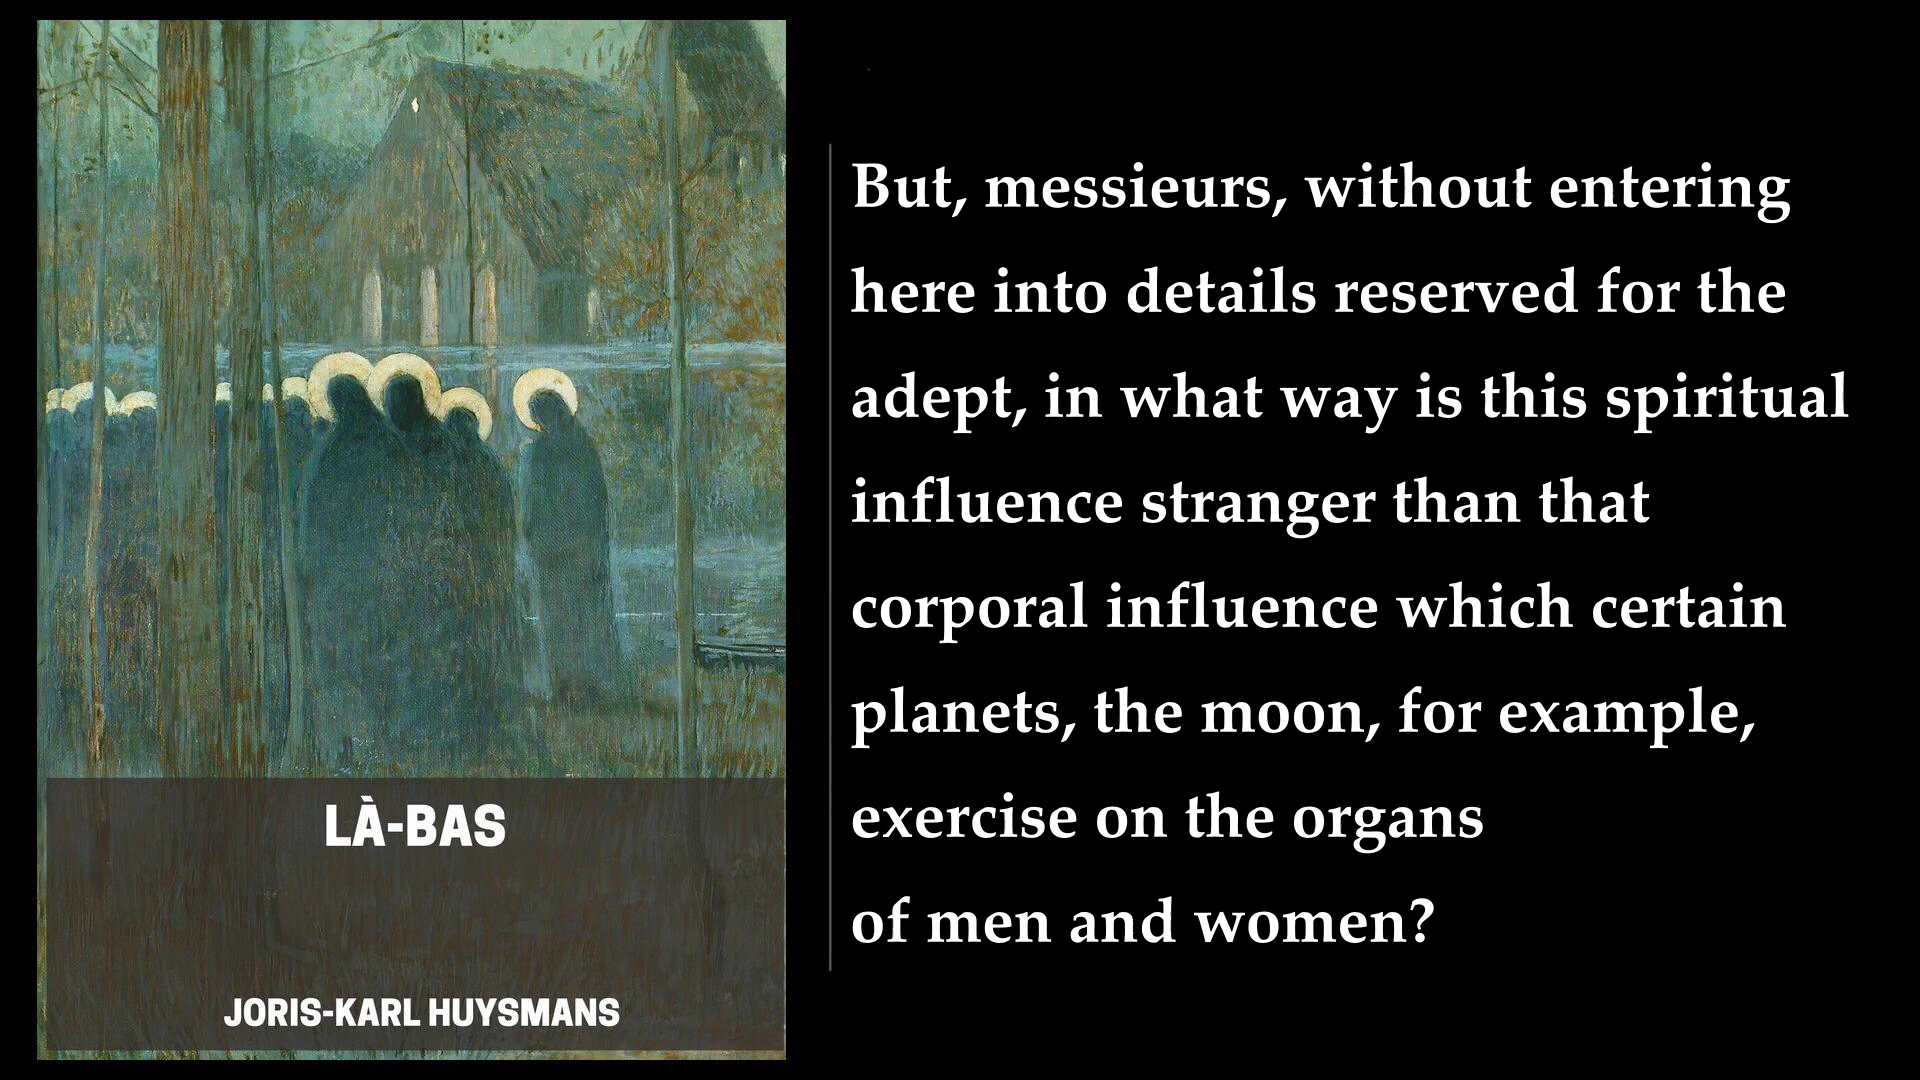 LÀ-BAS
JORIS-KARL HUYSMANS
But, messieurs, without entering
here into details reserved for the
adept, in what way is this spiritual
influence stranger than that
corporal influence which certain
planets, the moon, for example,
exercise on the organs
of men and women?